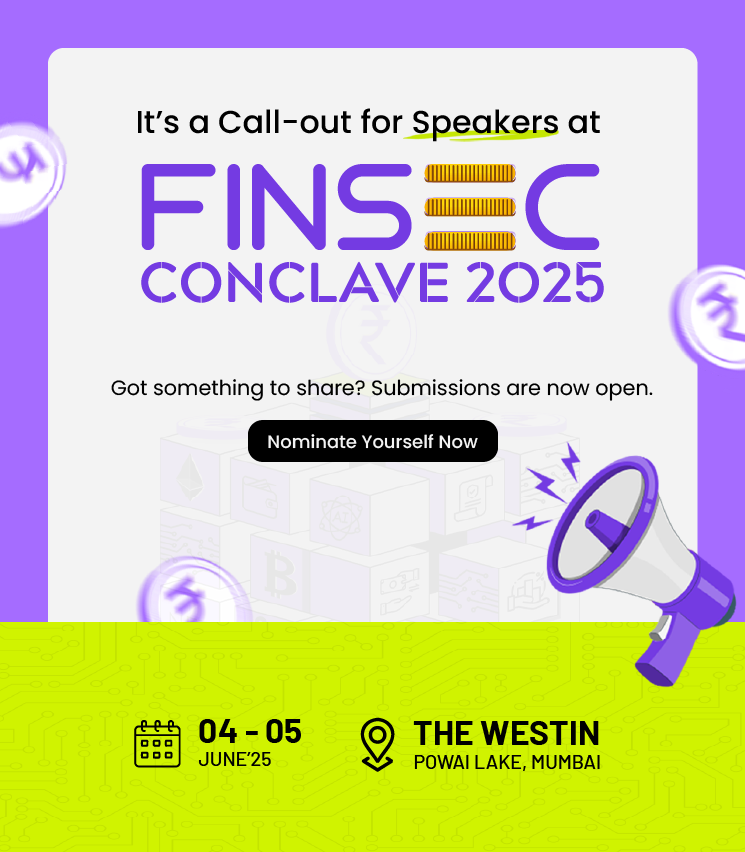 It's a Call-out for Speakers at
FINSEC
CONCLAVE 2025
Got something to share? Submissions are now open.
Nominate Yourself Now
04 - 05
JUNE'25
THE WESTIN
POWAI LAKE, MUMBAI